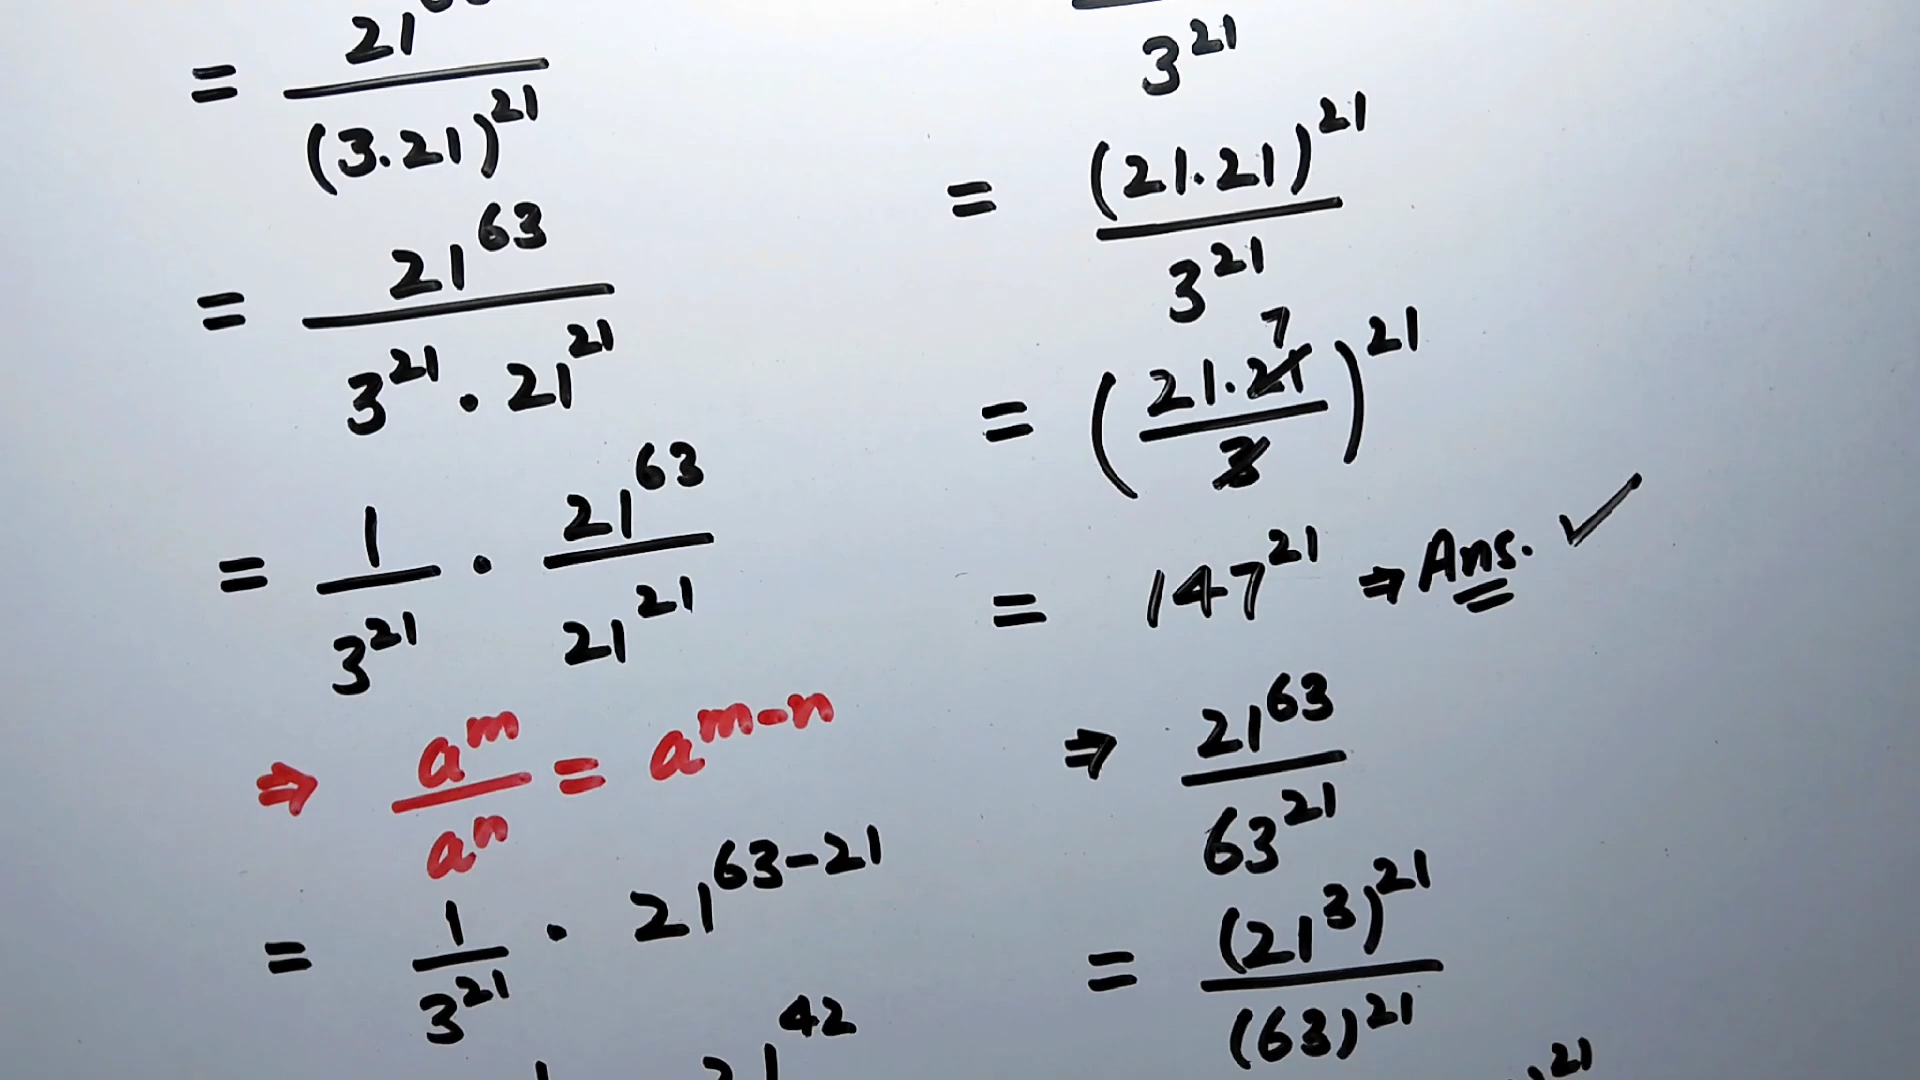 = 21 / (3.21)^21
= 21^63 / 3^21 . 21^21
= 1 / 3^21 . 21^63 / 21^21
⇒ a^m / a^n = a^m-n
= 1 / 3^21 . 21^63-21
21^42
3^21
= (21.21)^21 / 3^21
= (21.21 7 / 3)^21
= 147^21 ⇒ Ans. ✓
⇒ 21^63 / 63^21
= (21^3)^21 / (63)^21
21